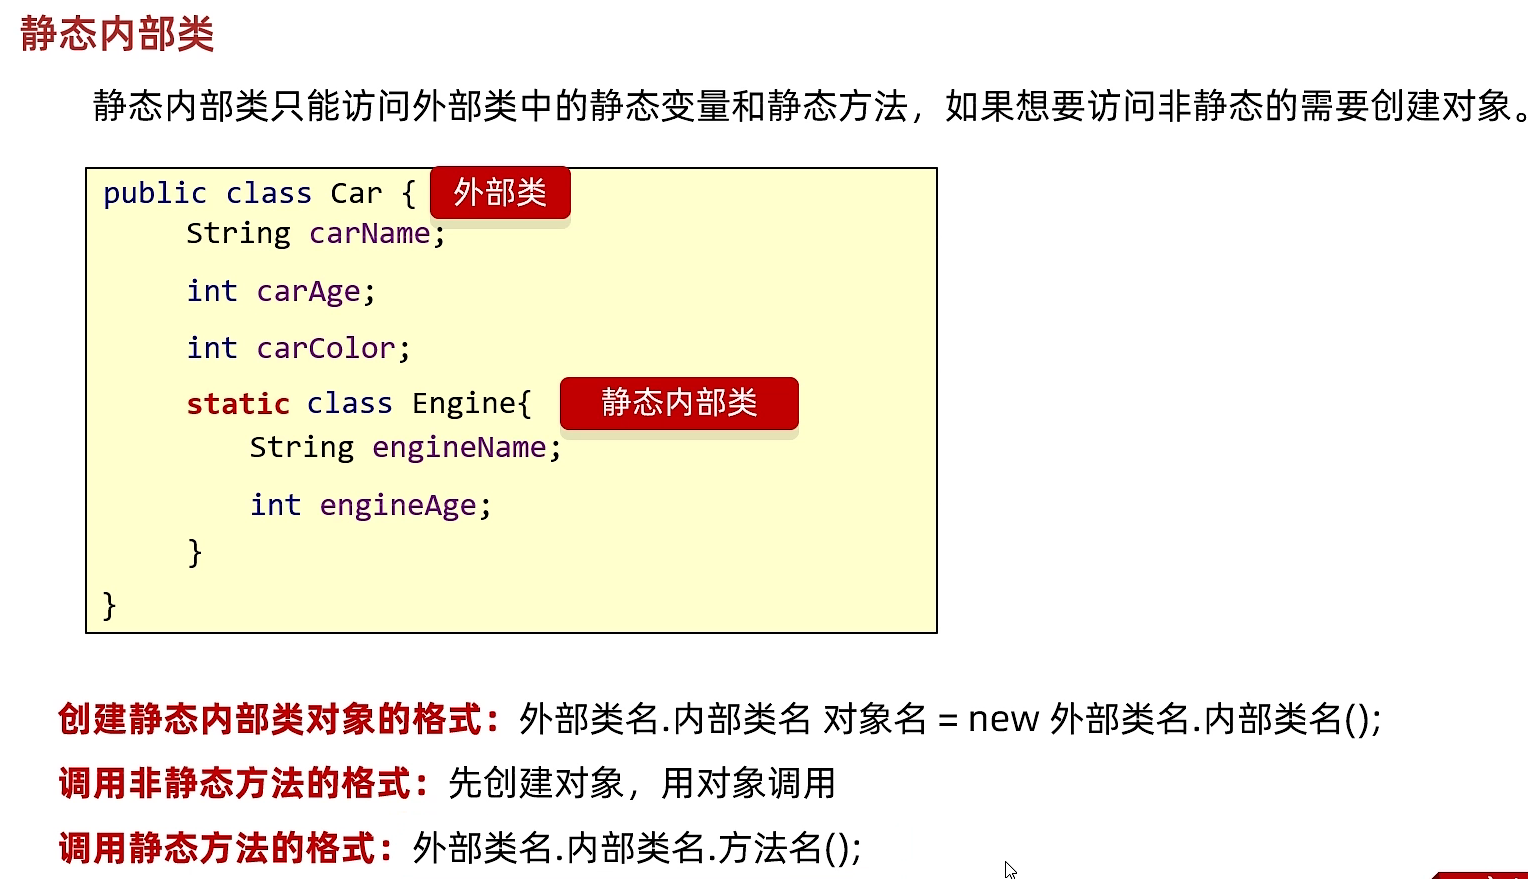 静态内部类
静态内部类只能访问外部类中的静态变量和静态方法，如果想要访问非静态的需要创建对象。
public class Car { 外部类
String carName;
int carAge;
int carColor;
static class Engine{ 静态内部类
String engineName;
int engineAge;
}
}
创建静态内部类对象的格式：外部类名.内部类名 对象名 = new 外部类名.内部类名();
调用非静态方法的格式：先创建对象，用对象调用
调用静态方法的格式：外部类名.内部类名.方法名();